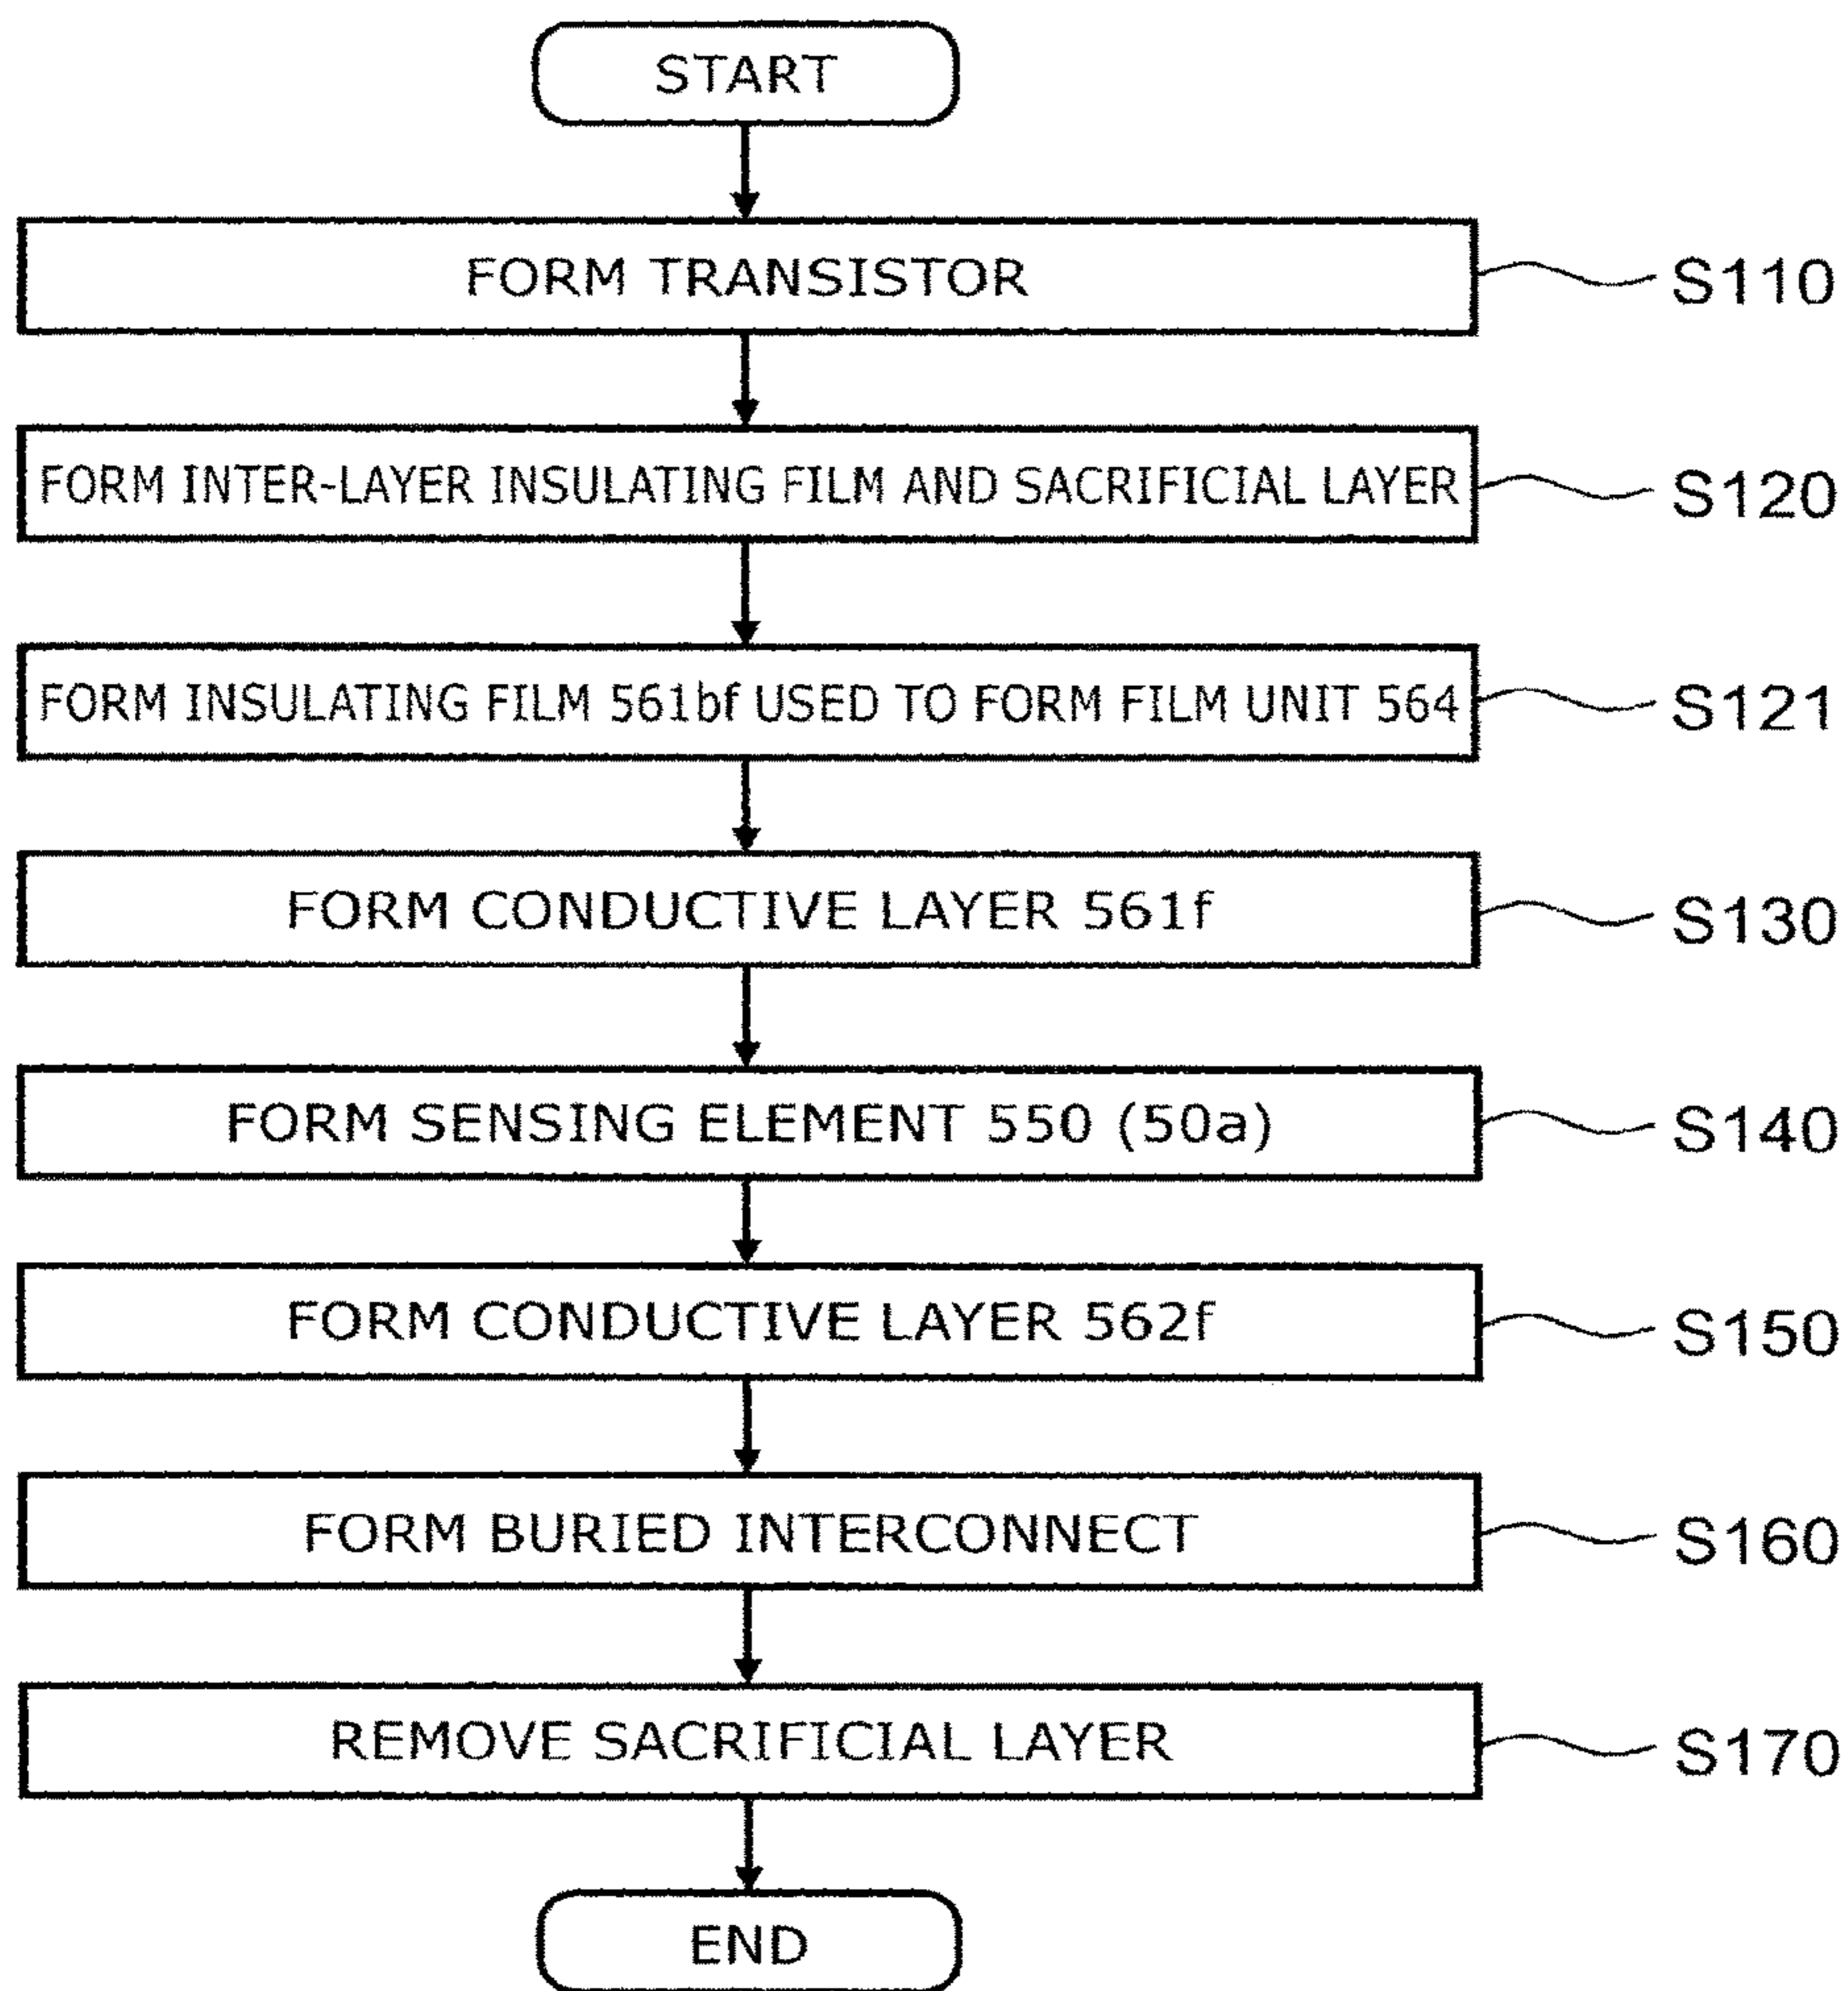 START
FORM TRANSISTOR
S110
FORM INTER-LAYER INSULATING FILM AND SACRIFICIAL LAYER
S120
FORM INSULATING FILM 561bf USED TO FORM FILM UNIT 564
S121
FORM CONDUCTIVE LAYER 561f
S130
FORM SENSING ELEMENT 550 (50a)
S140
FORM CONDUCTIVE LAYER 562f
S150
FORM BURIED INTERCONNECT
S160
REMOVE SACRIFICIAL LAYER
S170
END